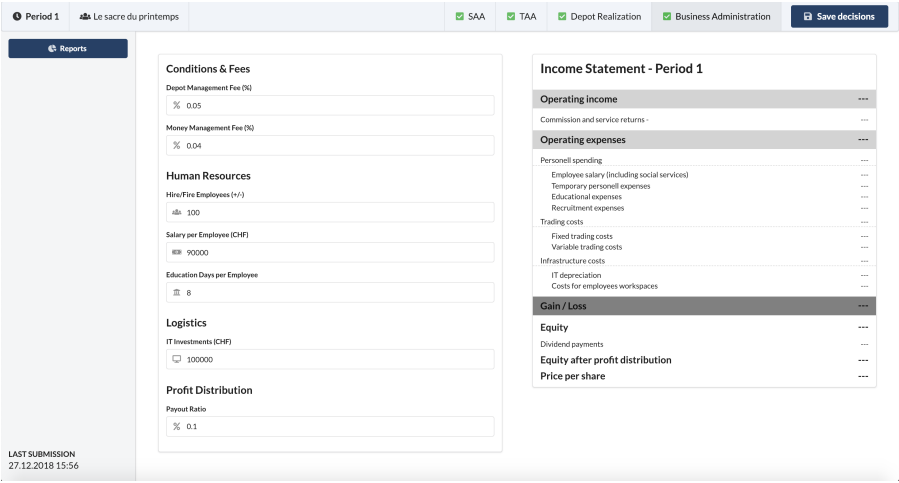 Period 1
Le sacre du printemps
SAA
TAA
Depot Realization
Business Administration
Save decisions
Reports
LAST SUBMISSION
27.12.2018 15:56
Conditions & Fees
Depot Management Fee (%)
0.05
Money Management Fee (%)
0.04
Human Resources
Hire/Fire Employees (+/-)
100
Salary per Employee (CHF)
90000
Education Days per Employee
8
Logistics
IT Investments (CHF)
100000
Profit Distribution
Payout Ratio
0.1
Income Statement - Period 1
Operating income ---
Commission and service returns - ---
Operating expenses ---
Personell spending ---
Employee salary (including social services) ---
Temporary personell expenses ---
Educational expenses ---
Recruitment expenses ---
Trading costs ---
Fixed trading costs ---
Variable trading costs ---
Infrastructure costs ---
IT depreciation ---
Costs for employees workspaces ---
Gain / Loss ---
Equity ---
Dividend payments ---
Equity after profit distribution ---
Price per share ---